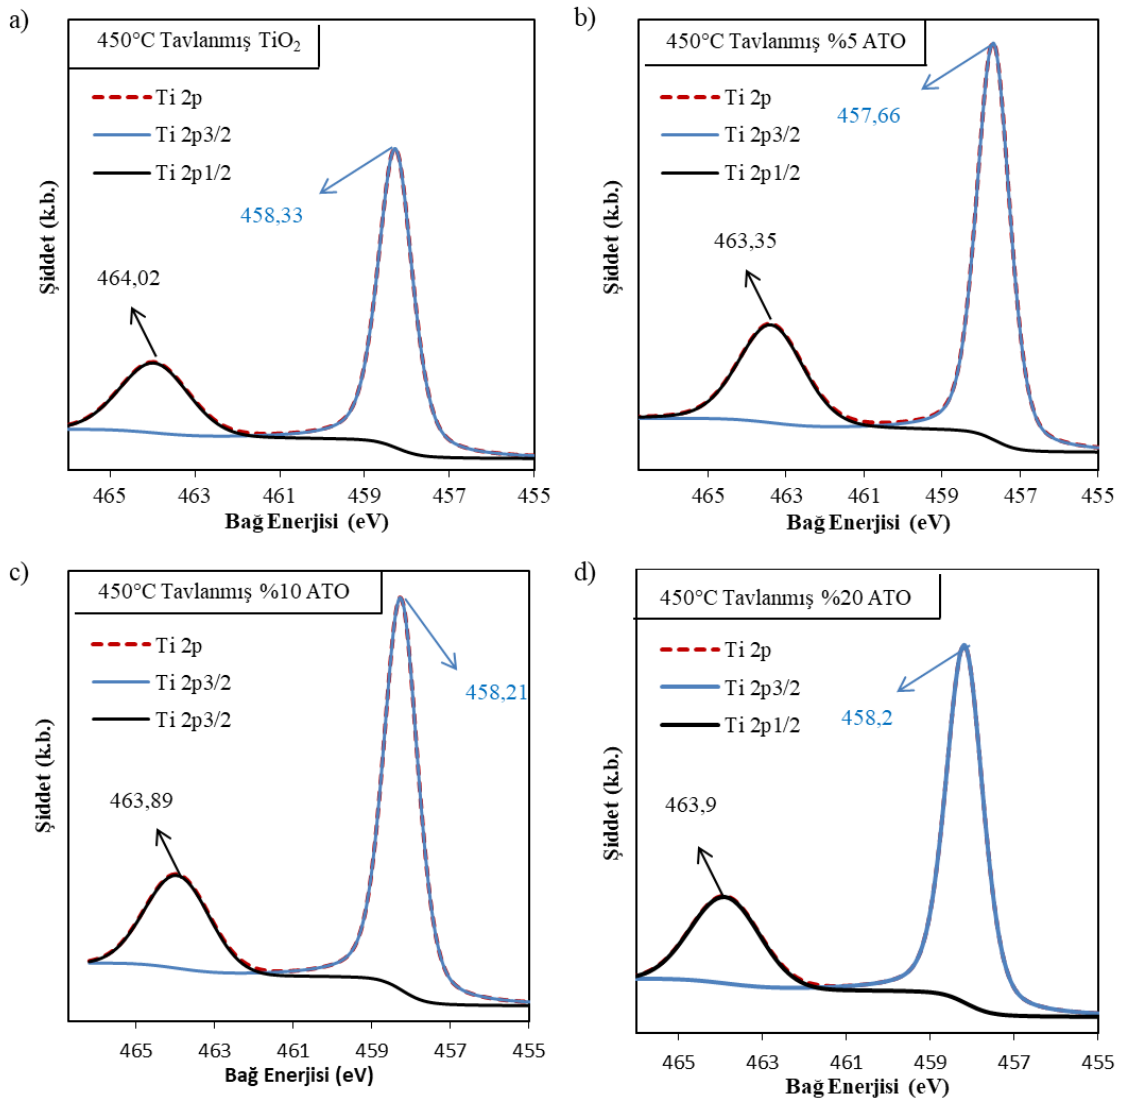 a)
450°C Tavlanmış TiO₂
Ti 2p
Ti 2p3/2
Ti 2p1/2
458,33
464,02
Şiddet (k.b.)
465 463 461 459 457 455
Bağ Enerjisi (eV)
b)
450°C Tavlanmış %5 ATO
Ti 2p
Ti 2p3/2
Ti 2p1/2
457,66
463,35
Şiddet (k.b.)
465 463 461 459 457 455
Bağ Enerjisi (eV)
c)
450°C Tavlanmış %10 ATO
Ti 2p
Ti 2p3/2
Ti 2p3/2
458,21
463,89
Şiddet (k.b.)
465 463 461 459 457 455
Bağ Enerjisi (eV)
d)
450°C Tavlanmış %20 ATO
Ti 2p
Ti 2p3/2
Ti 2p1/2
458,2
463,9
Şiddet (k.b.)
465 463 461 459 457 455
Bağ Enerjisi (eV)